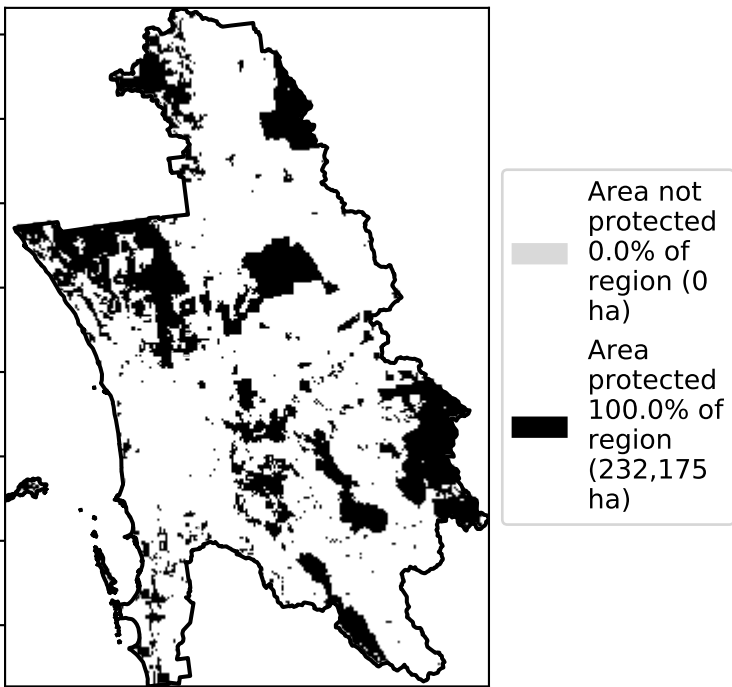 Area not
protected
0.0% of
region (0
ha)
Area
protected
100.0% of
region
(232,175
ha)